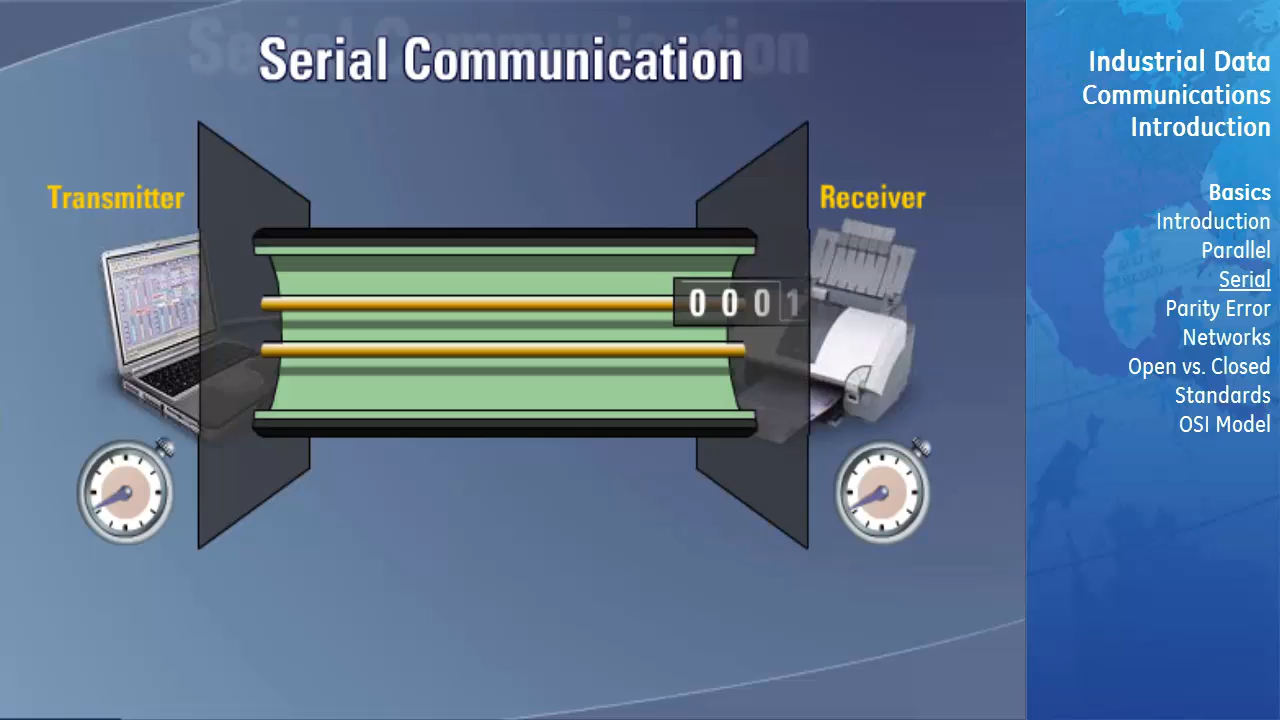 Serial Communication
Transmitter
Receiver
0 0 0 1
Industrial Data
Communications
Introduction
Basics
Introduction
Parallel
Serial
Parity Error
Networks
Open vs. Closed
Standards
OSI Model